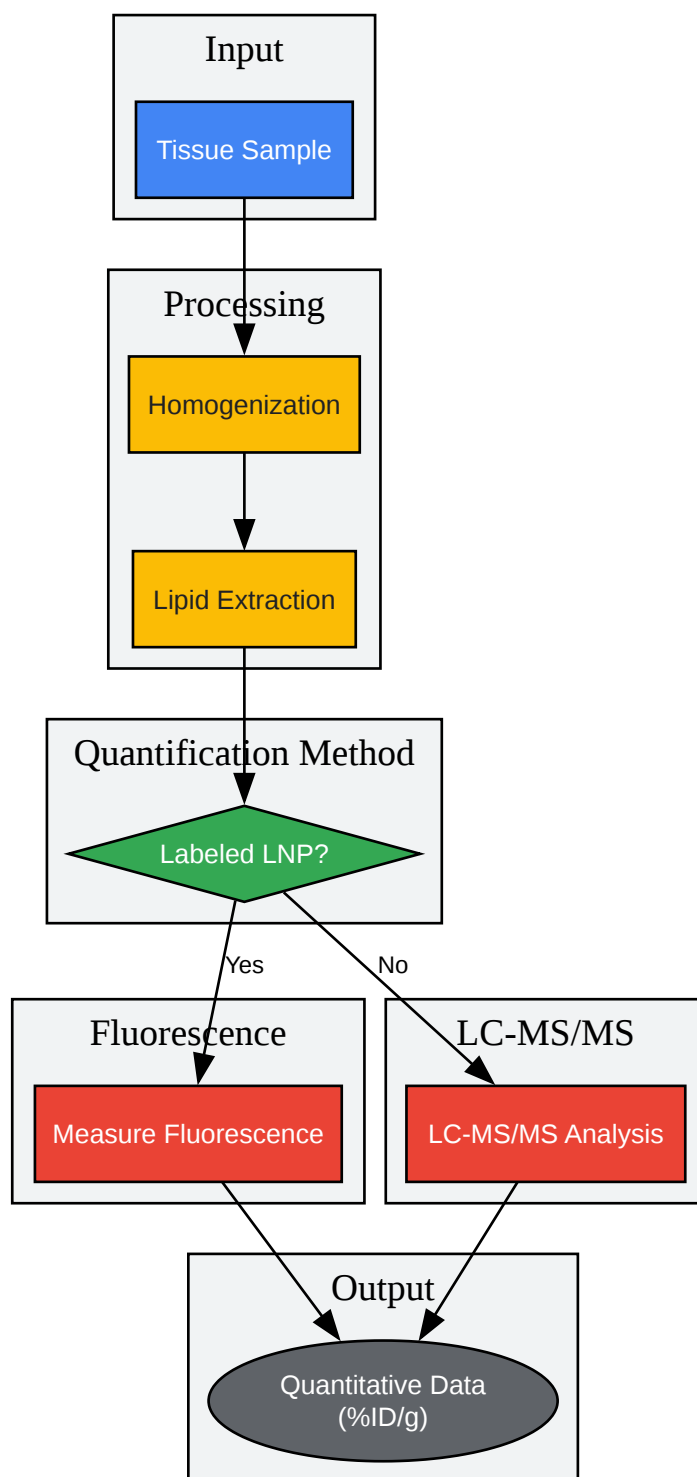 Input
Tissue Sample
Processing
Homogenization
Lipid Extraction
Quantification Method
Labeled LNP?
Yes
No
Fluorescence
LC-MS/MS
Measure Fluorescence
LC-MS/MS Analysis
Output
Quantitative Data
(%ID/g)